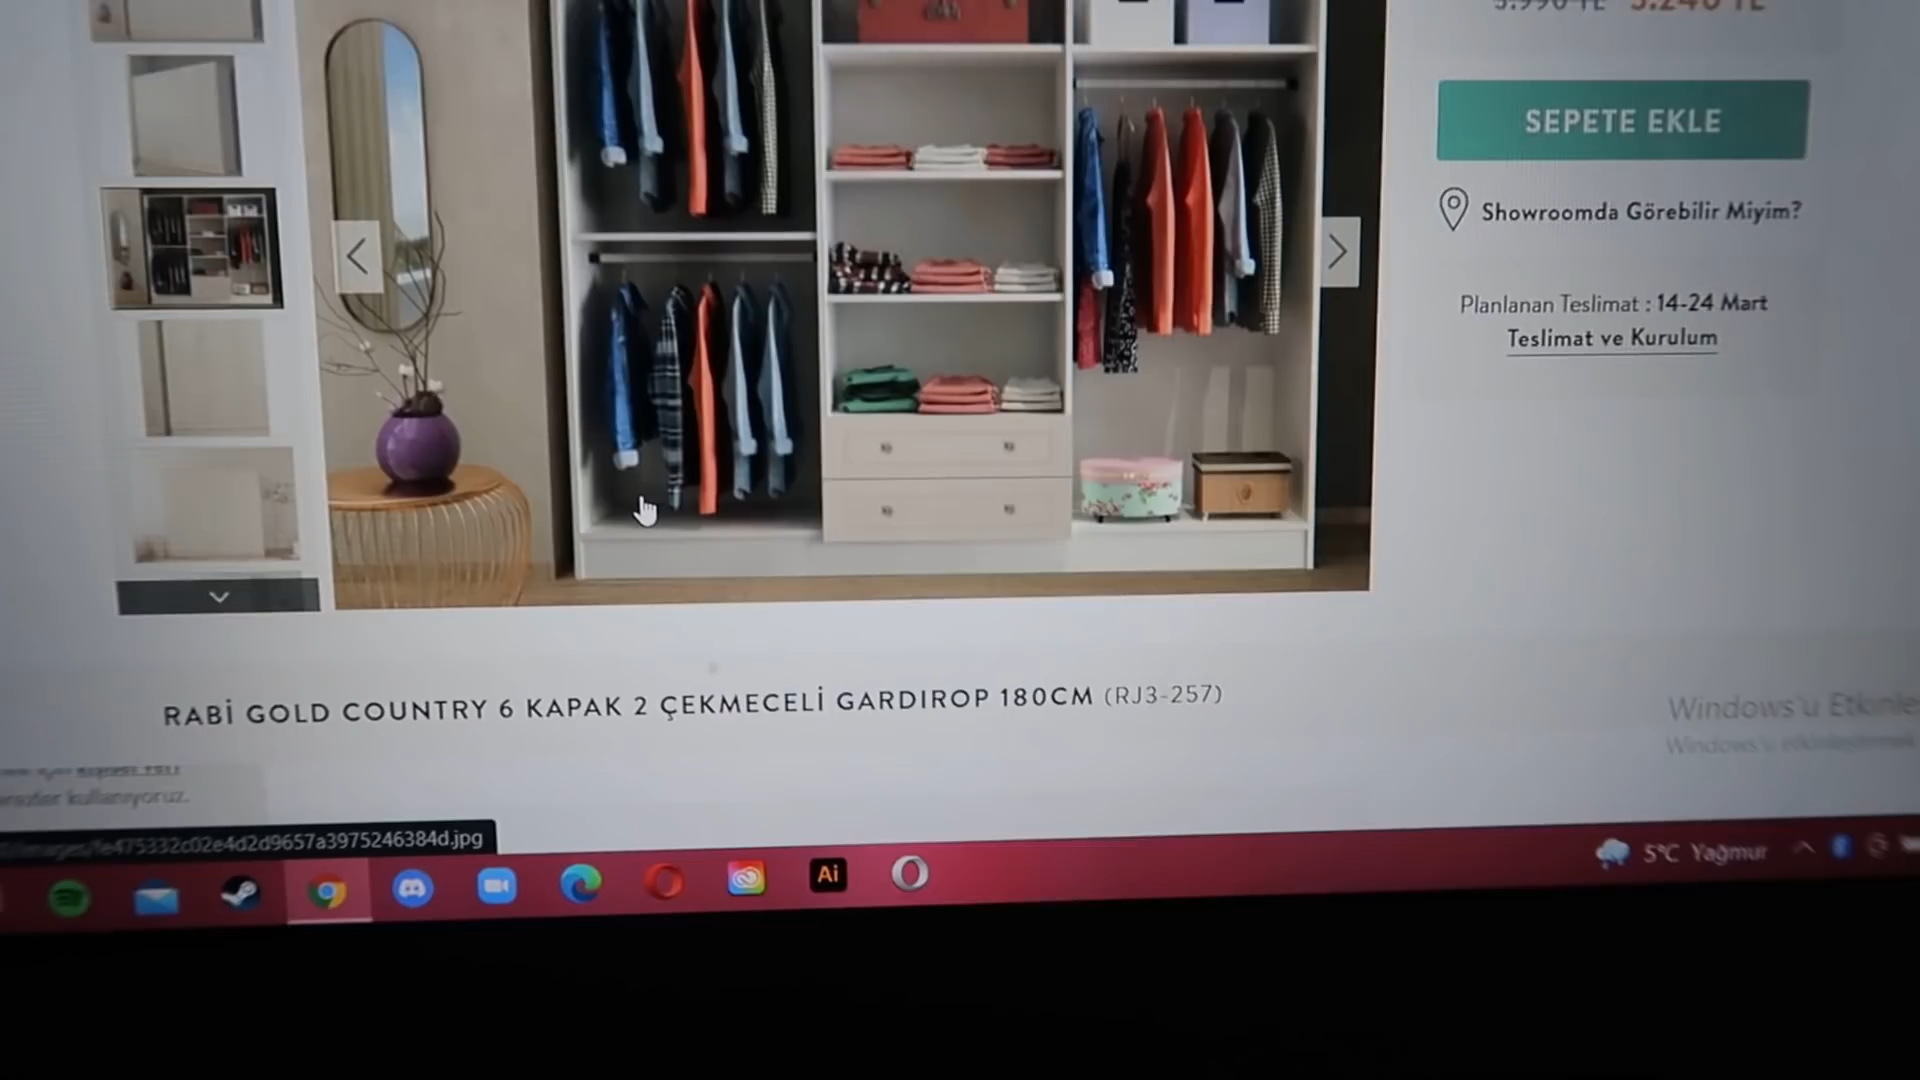 SEPETE EKLE
Showroomda Görebilir Miyim?
Planlanan Teslimat : 14-24 Mart
Teslimat ve Kurulum
RABİ GOLD COUNTRY 6 KAPAK 2 ÇEKMECELİ GARDIROP 180CM (RJ3-257)
Windows'u Etkinle
kullanıyoruz.
5°C Yağmur
Ai